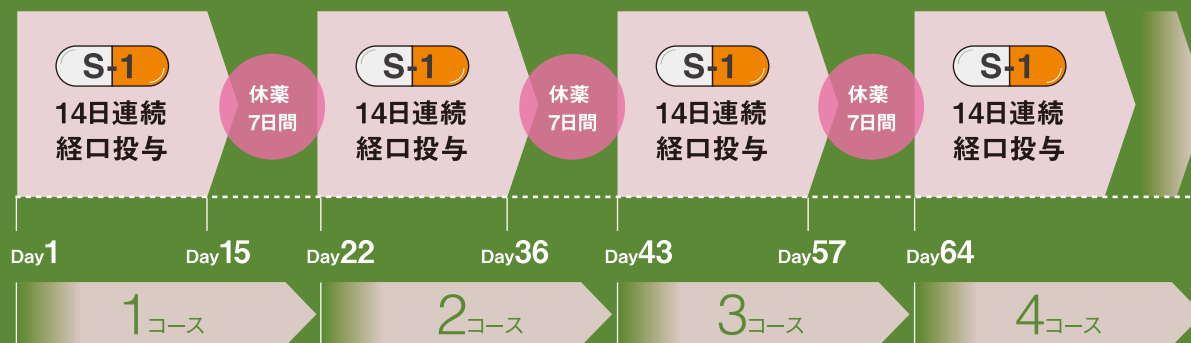 S-1
14日連続
経口投与
休薬
7日間
S-1
14日連続
経口投与
休薬
7日間
S-1
14日連続
経口投与
休薬
7日間
S-1
14日連続
経口投与
Day1
Day15
Day22
Day36
Day43
Day57
Day64
1コース
2コース
3コース
4コース